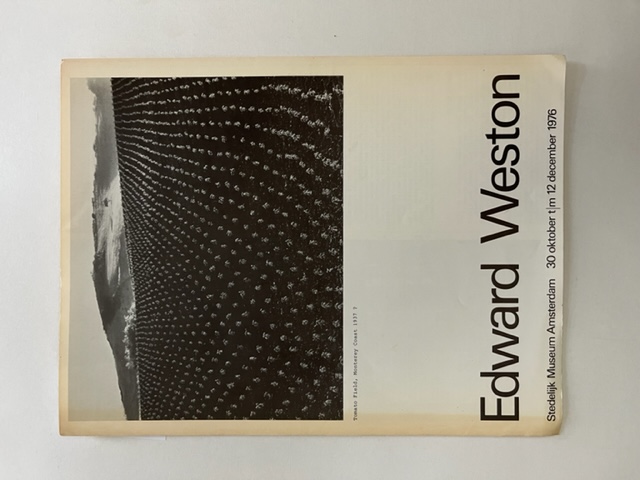 Tomato Field, Monterey Coast 1937
Edward Weston
Stedelijk Museum Amsterdam 30 oktober t|m 12 december 1976